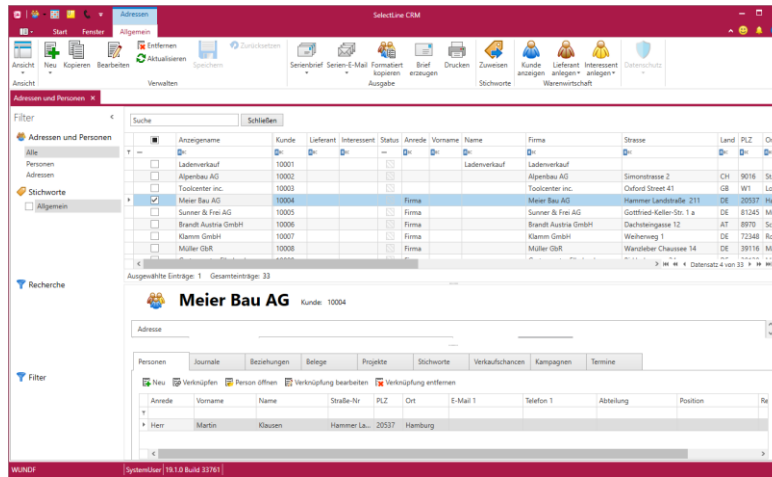 Adressen SelectLine CRM
Start Fenster Allgemein
Ansicht Neu Kopieren Bearbeiten Entfernen Aktualisieren Speichern Zurücksetzen Serienbrief Serien-E-Mail Formatiert kopieren Brief erzeugen Drucken Zuweisen Kunde anzeigen Lieferant anlegen Interessent anlegen Datenschutz
Ansicht Verwalten Ausgabe Stichworte Warenwirtschaft
Adressen und Personen
Filter
Adressen und Personen
Alle
Personen
Adressen
Stichworte
Allgemein
Recherche
Filter
Suche Schließen
Anzeigename Kunde Lieferant Interessent Status Anrede Vorname Name Firma Strasse Land PLZ
Ladenverkauf 10001 Ladenverkauf Ladenverkauf
Alpenbau AG 10002 Alpenbau AG Simonstrasse 2 CH 9016
Toolcenter inc. 10003 Toolcenter inc. Oxford Street 41 GB W1
Meier Bau AG 10004 Firma Meier Bau AG Hammer Landstraße 211 DE 20537
Sunner & Frei AG 10005 Firma Sunner & Frei AG Gottfried-Keller-Str. 1 a DE 81245
Brandt Austria GmbH 10006 Firma Brandt Austria GmbH Dachsteingasse 12 AT 8970
Klamm GmbH 10007 Firma Klamm GmbH Weiherweg 1 DE 72348
Müller GbR 10008 Firma Müller GbR Wanzleber Chaussee 14 DE 39116
Datensatz 4 von 33
Ausgewählte Einträge: 1 Gesamteinträge: 33
Meier Bau AG Kunde: 10004
Adresse
Personen Journale Beziehungen Belege Projekte Stichworte Verkaufschancen Kampagnen Termine
Neu Verknüpfen Person öffnen Verknüpfung bearbeiten Verknüpfung entfernen
Anrede Vorname Name Straße-Nr PLZ Ort E-Mail 1 Telefon 1 Abteilung Position
Herr Martin Klausen Hammer La... 20537 Hamburg
WUNDF SystemUser 19.1.0 Build 33761